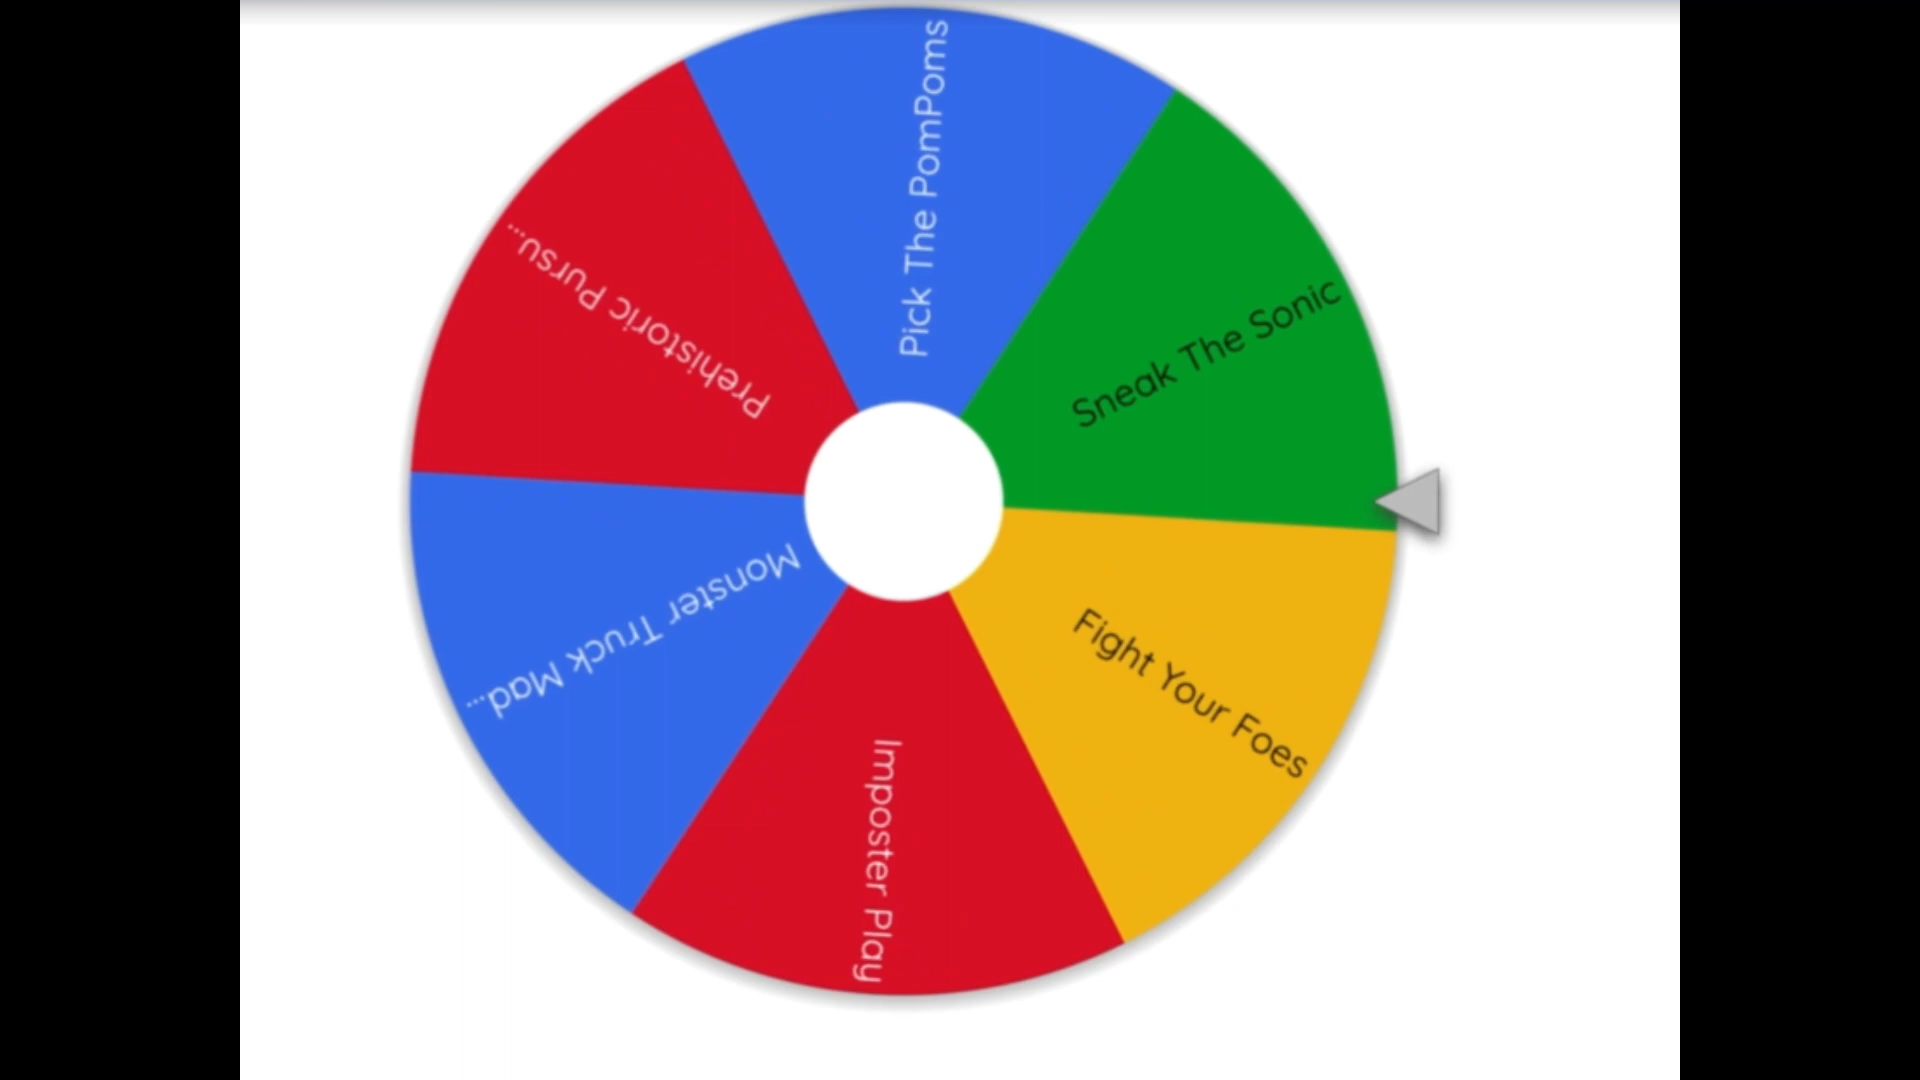 Pick The PomPoms
Sneak The Sonic
Fight Your Foes
Imposter Play
Monster Truck Mad...
Prehistoric Pursu...